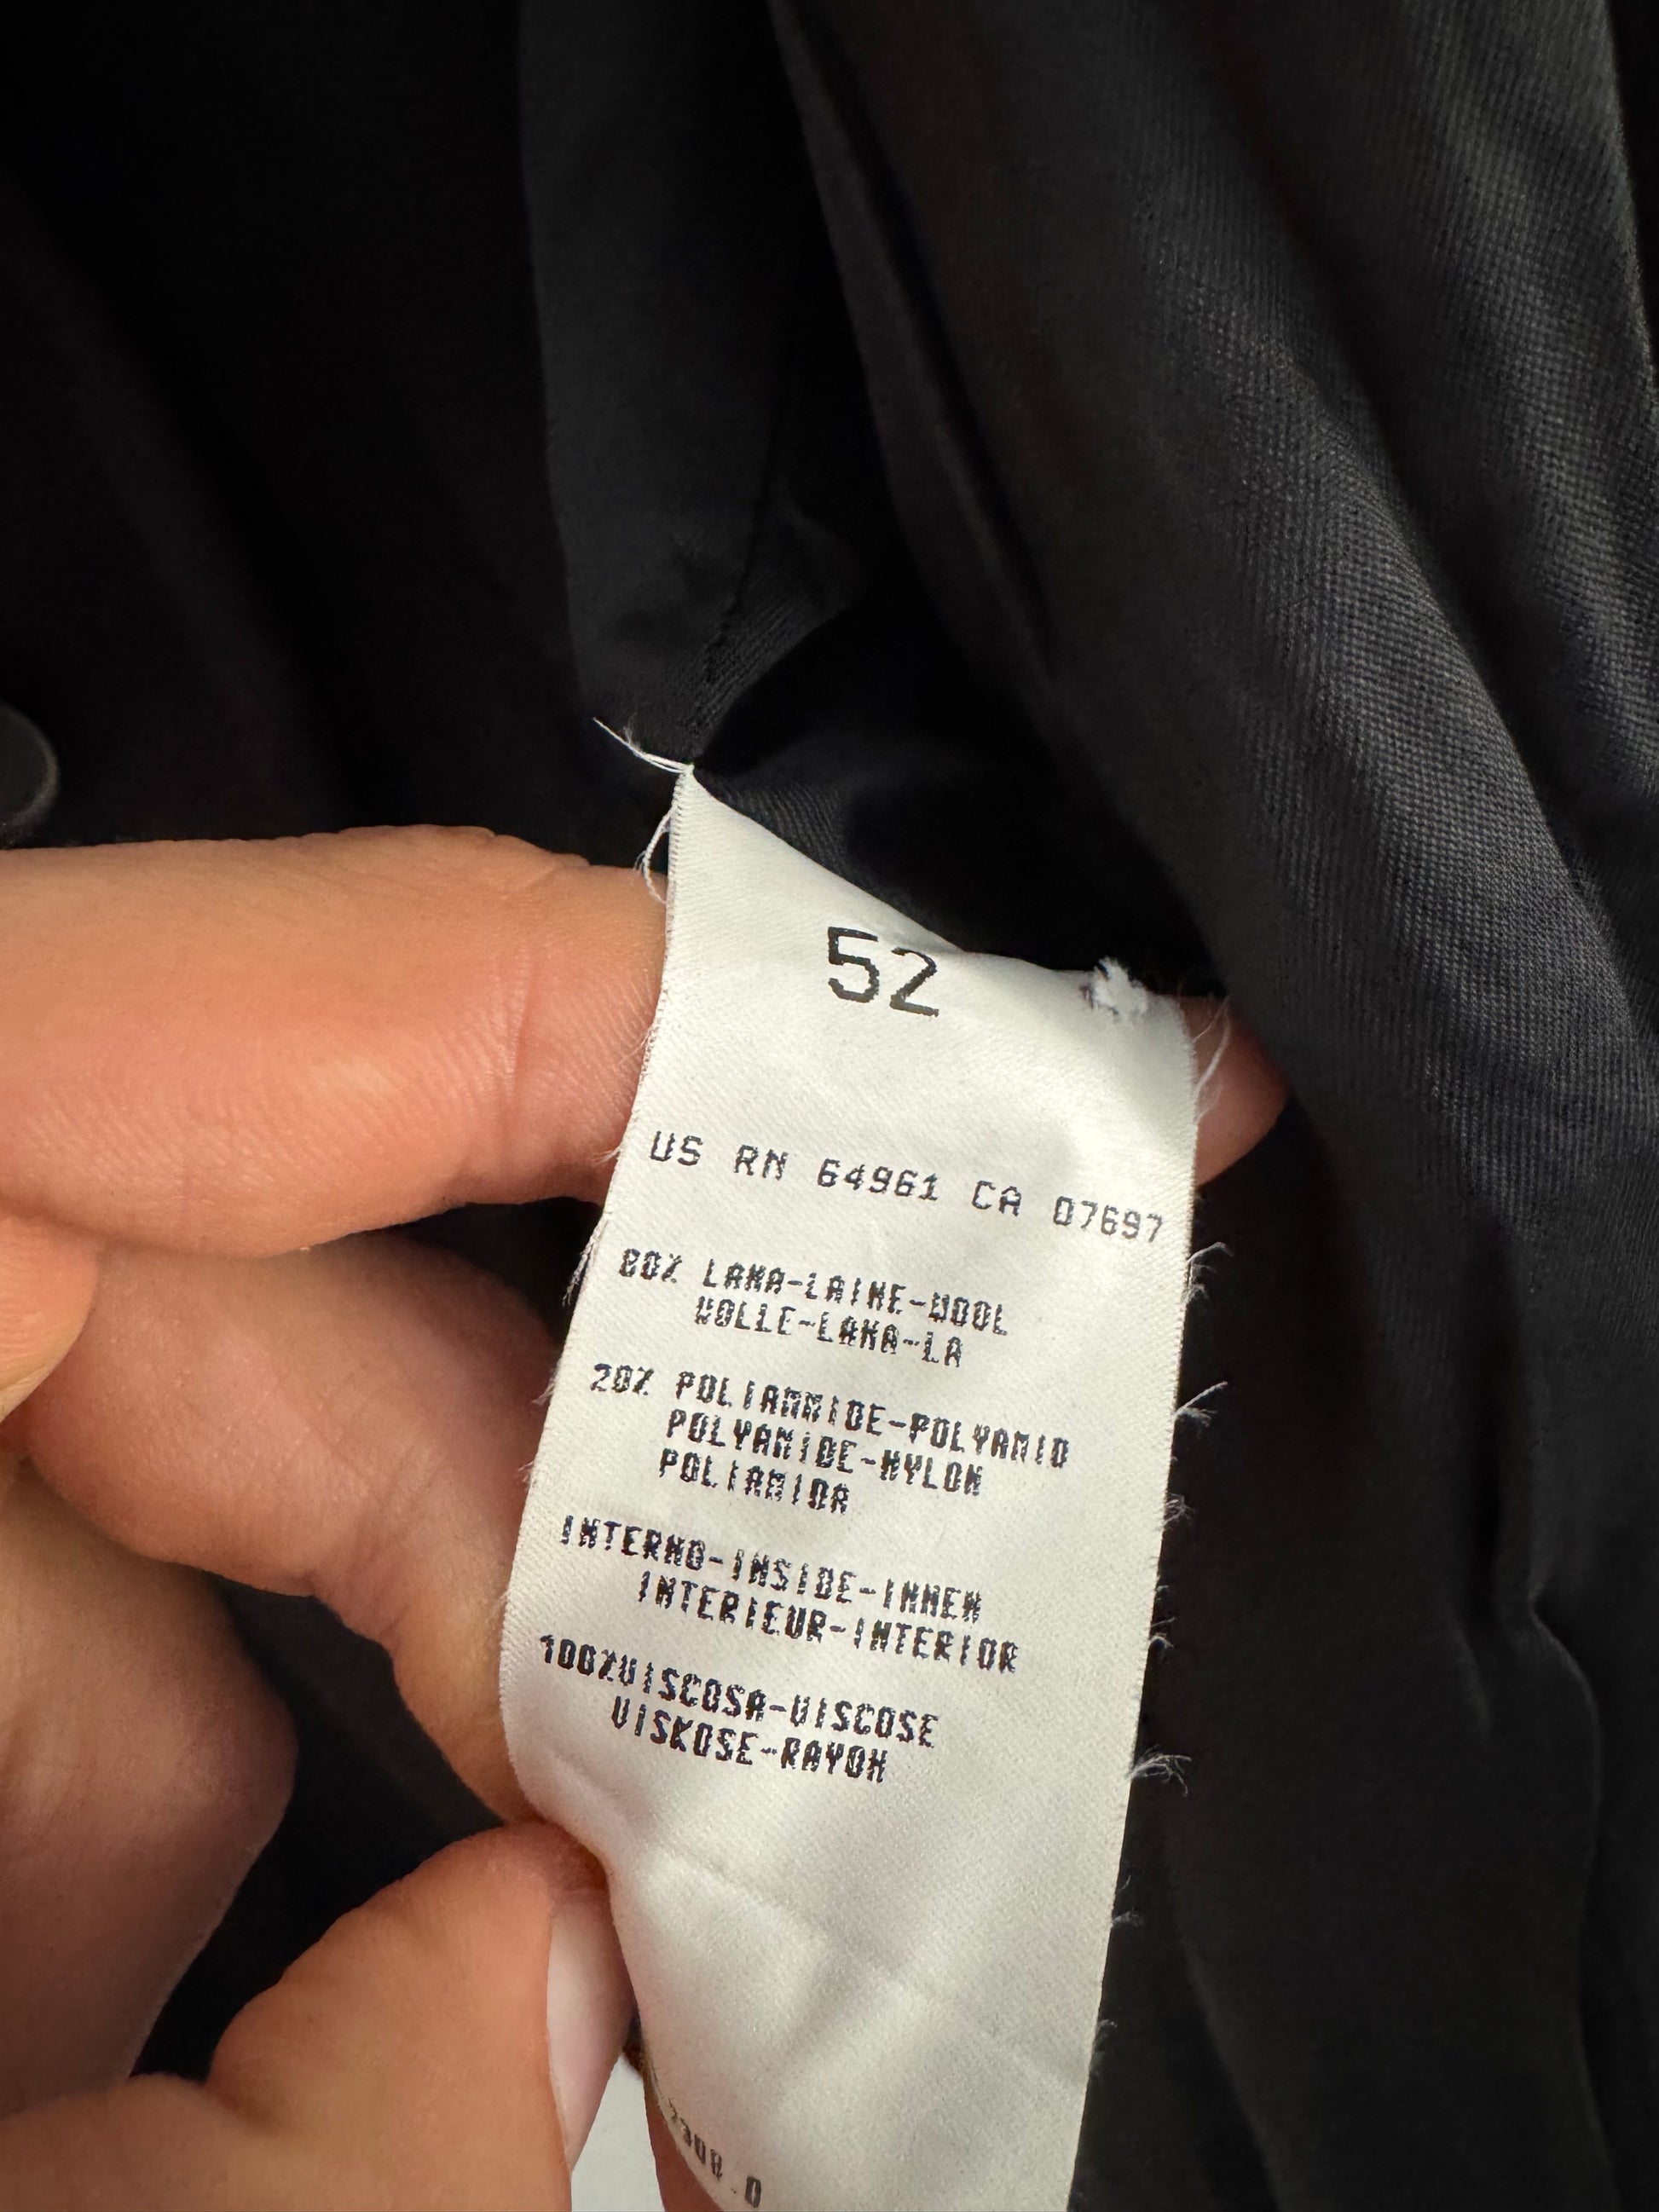 52
US RN 64961 CA 07697
80% LANA-LAINE-WOOL
WOLLE-LANA-LA
20% POLIAMMIDE-POLYAMID
POLYAMIDE-NYLON
POLIAMIDA
INTERNO-INSIDE-INNEN
INTERIEUR-INTERIOR
100%VISCOSA-VISCOSE
VISKOSE-RAYON